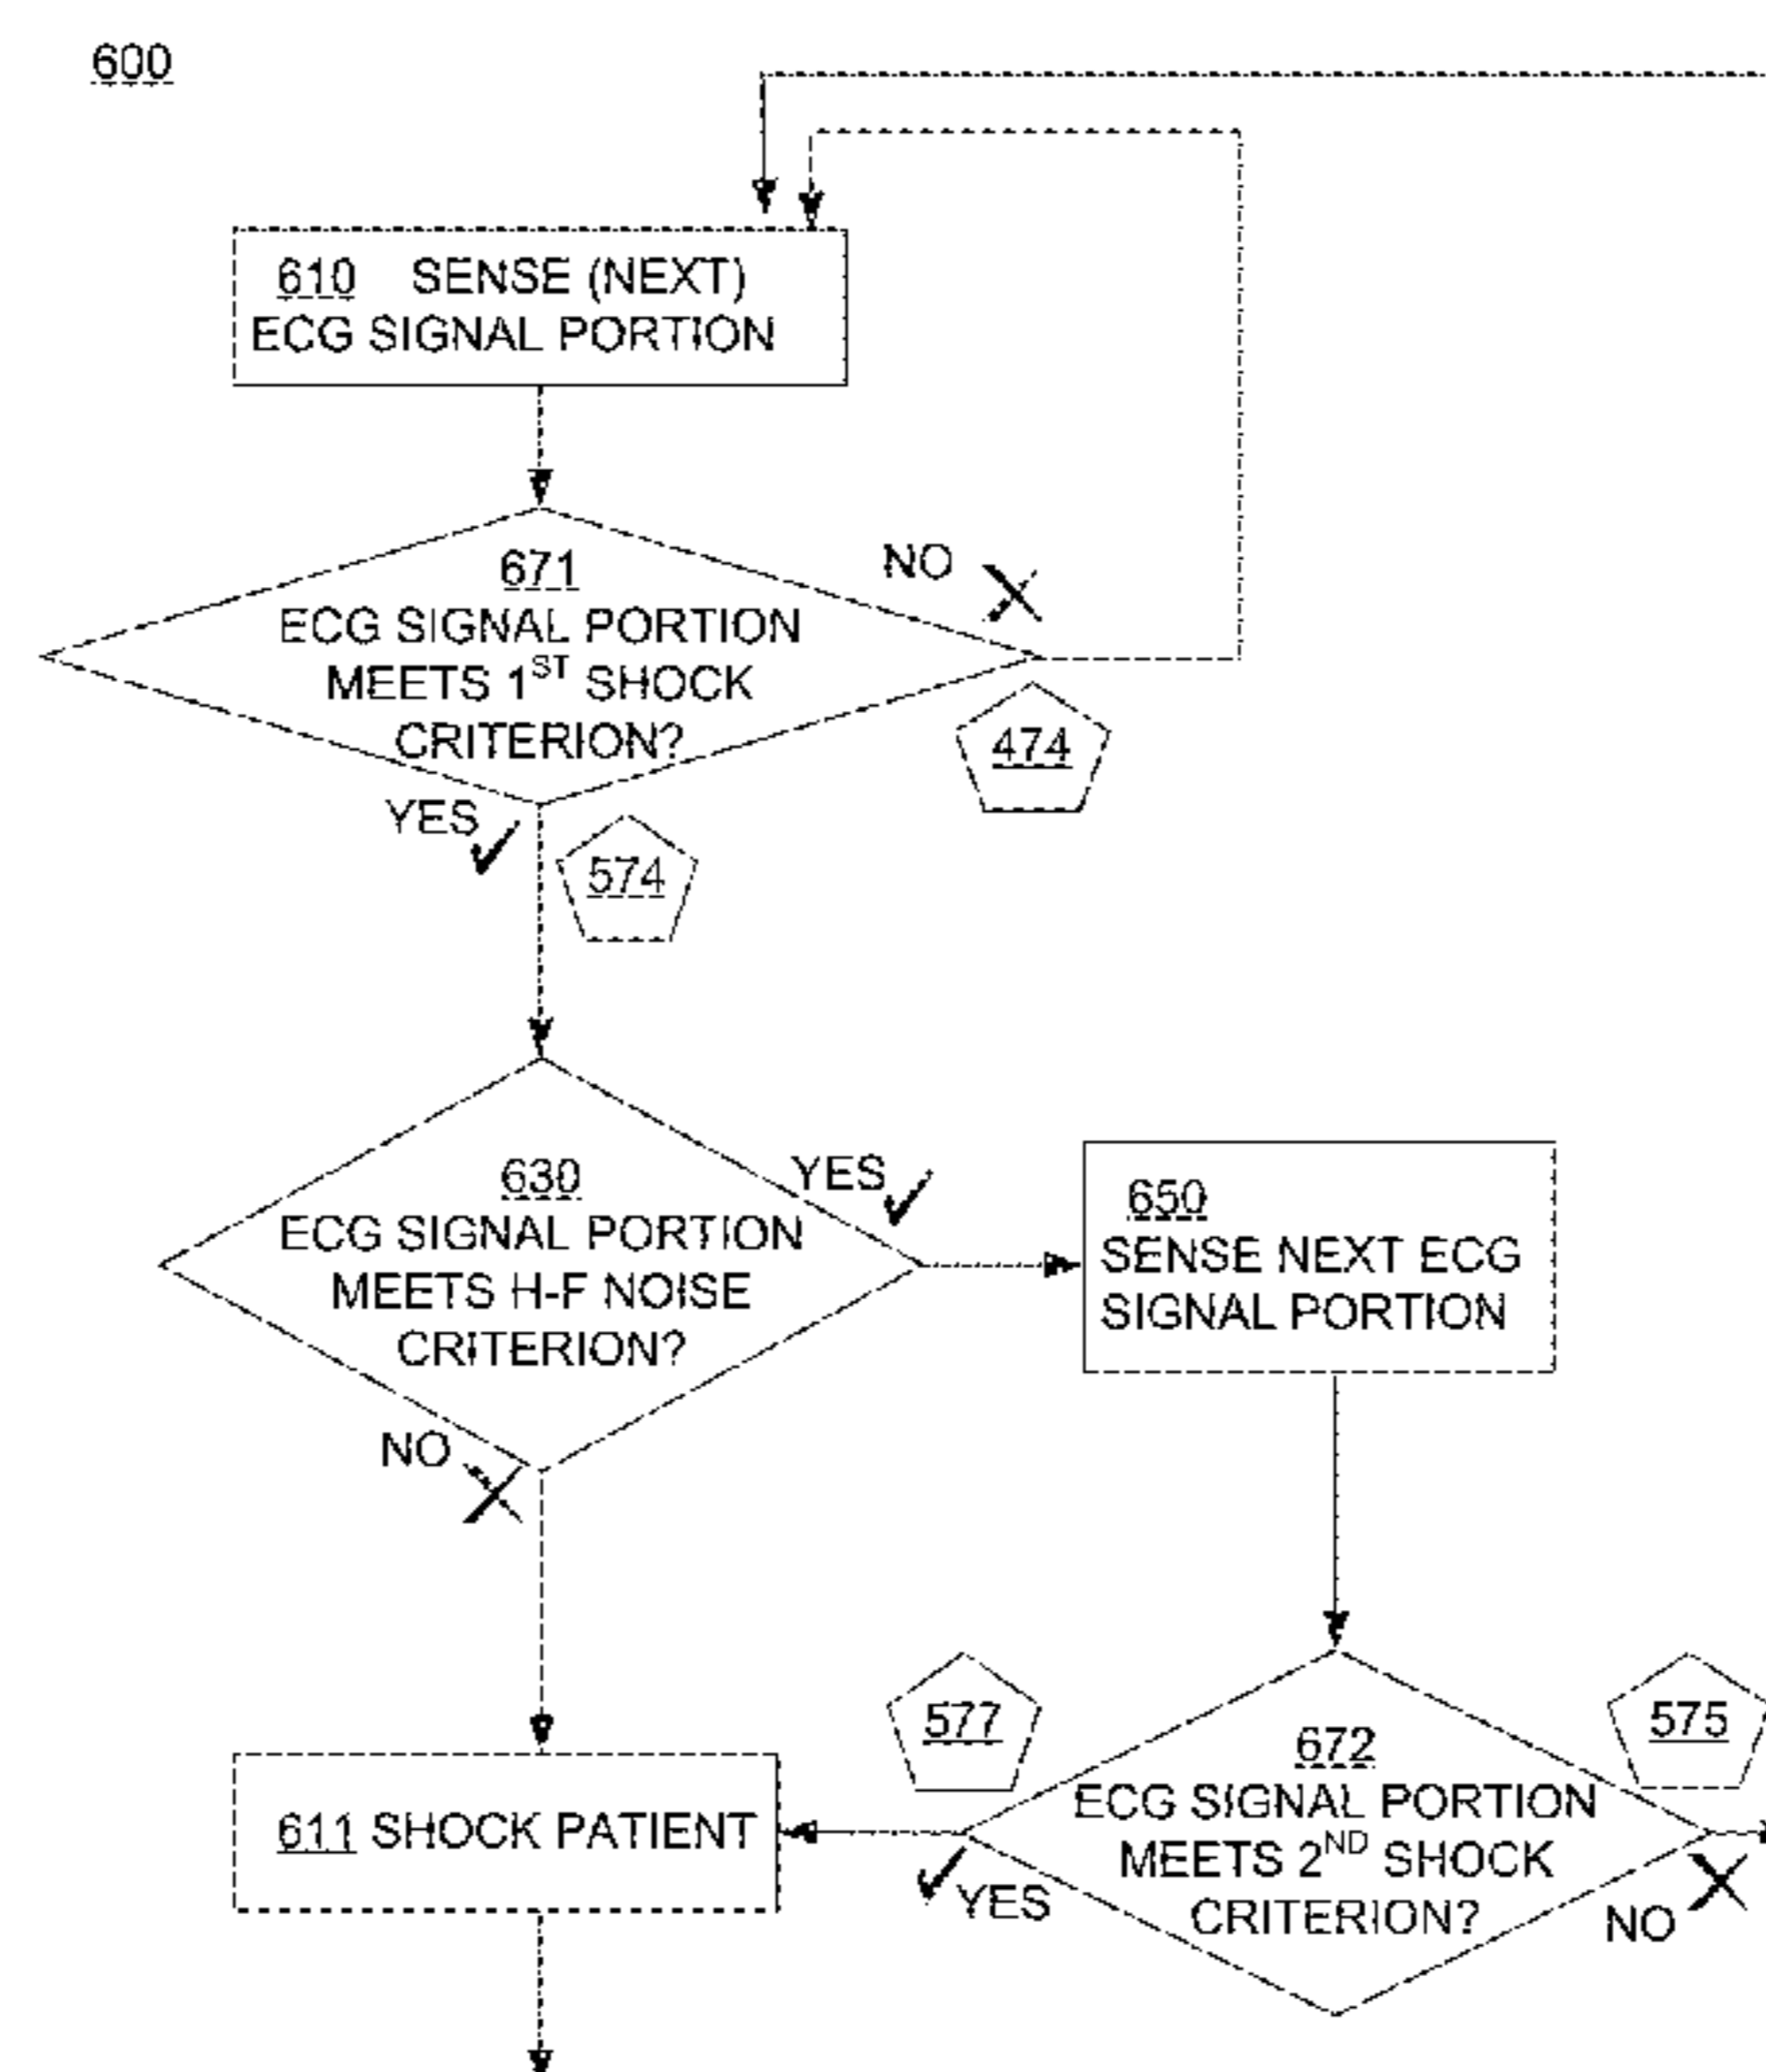 600
610 SENSE (NEXT)
ECG SIGNAL PORTION
671
ECG SIGNAL PORTION
MEETS 1ST SHOCK
CRITERION?
NO
474
YES
574
630
ECG SIGNAL PORTION
MEETS H-F NOISE
CRITERION?
YES
650
SENSE NEXT ECG
SIGNAL PORTION
NO
611 SHOCK PATIENT
577
672
ECG SIGNAL PORTION
MEETS 2ND SHOCK
CRITERION?
YES
575
NO